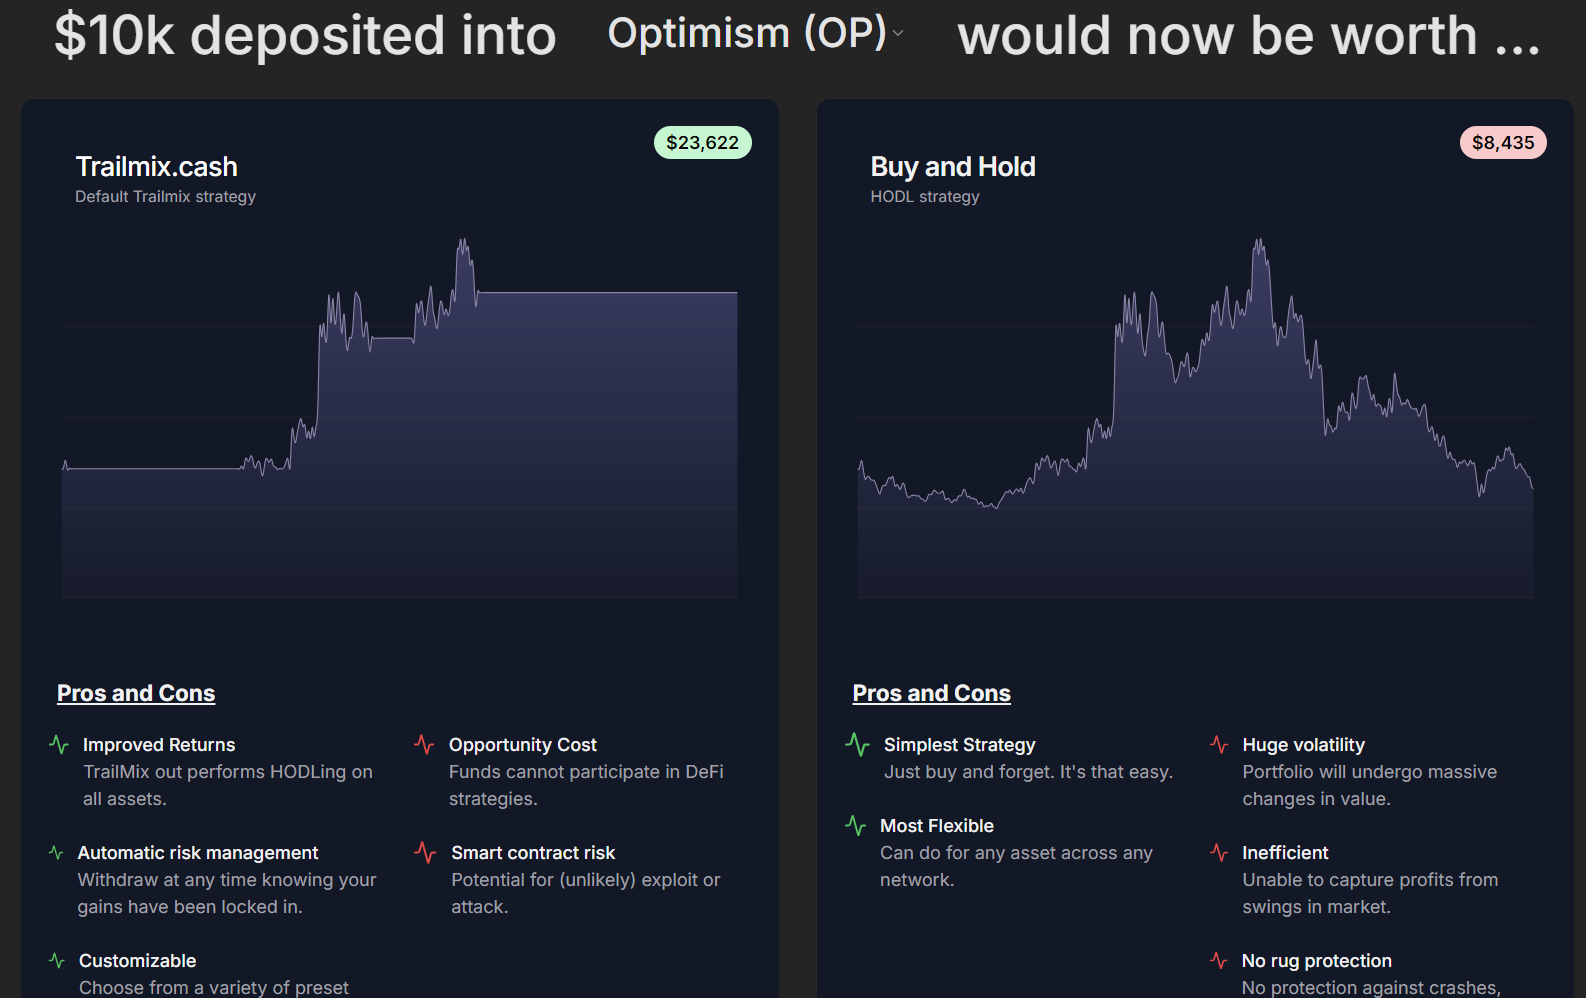 $10k deposited into Optimism (OP) would now be worth ...
$23,622
Trailmix.cash
Default Trailmix strategy
Pros and Cons
Improved Returns
TrailMix out performs HODLing on
all assets.
Automatic risk management
Withdraw at any time knowing your
gains have been locked in.
Customizable
Choose from a variety of preset
Opportunity Cost
Funds cannot participate in DeFi
strategies.
Smart contract risk
Potential for (unlikely) exploit or
attack.
$8,435
Buy and Hold
HODL strategy
Pros and Cons
Simplest Strategy
Just buy and forget. It's that easy.
Most Flexible
Can do for any asset across any
network.
Huge volatility
Portfolio will undergo massive
changes in value.
Inefficient
Unable to capture profits from
swings in market.
No rug protection
No protection against crashes,